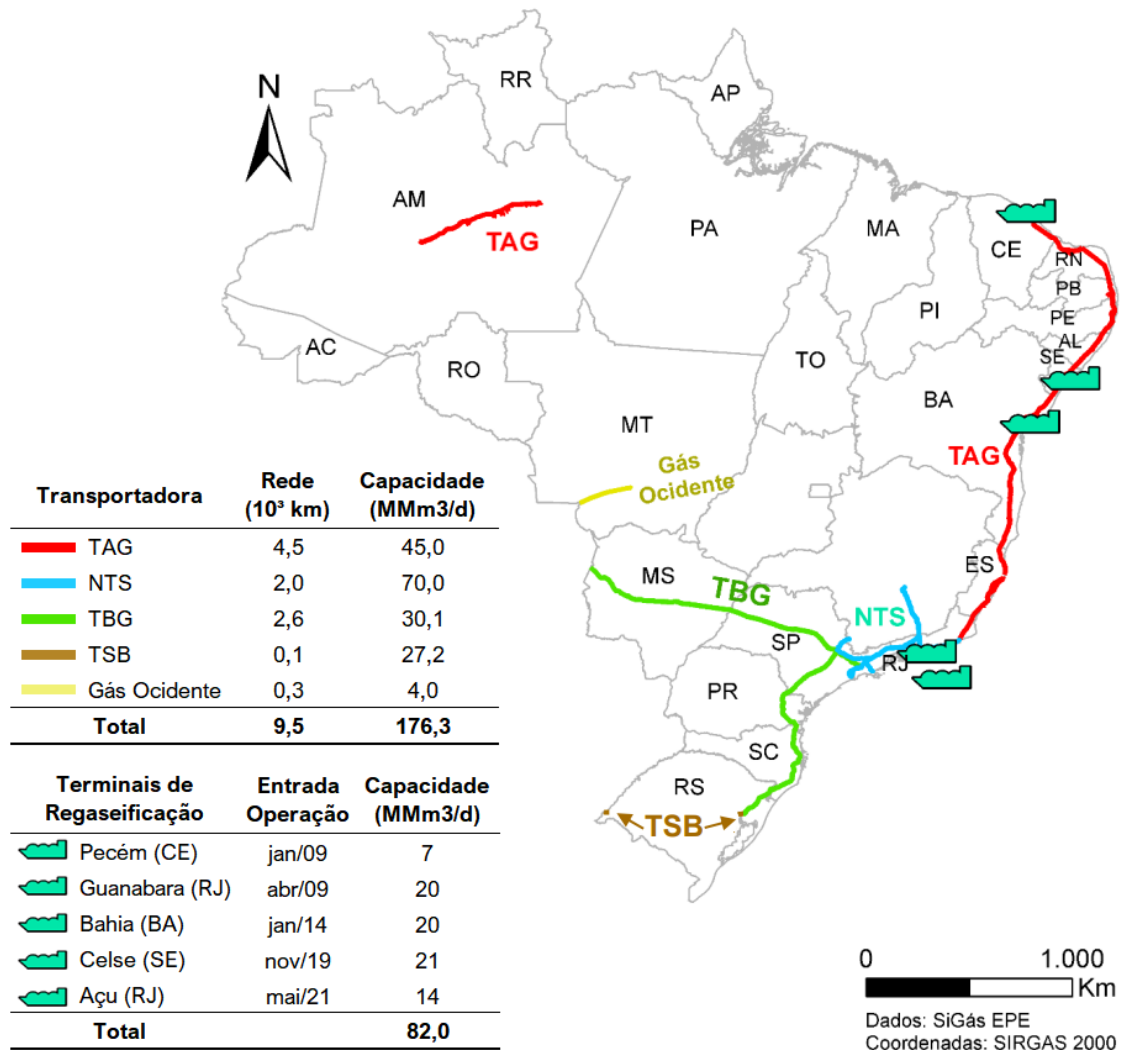 N
RR
AP
AM
TAG
PA
MA
CE
RN
PB
PE
AL
SE
PI
AC
RO
TO
BA
MT
TAG
Gás
Ocidente
ES
MS
TBG
NTS
SP
RJ
PR
SC
RS
TSB
Transportadora Rede (10³ km) Capacidade (MMm3/d)
TAG 4,5 45,0
NTS 2,0 70,0
TBG 2,6 30,1
TSB 0,1 27,2
Gás Ocidente 0,3 4,0
Total 9,5 176,3
Terminais de Regaseificação Entrada Operação Capacidade (MMm3/d)
Pecém (CE) jan/09 7
Guanabara (RJ) abr/09 20
Bahia (BA) jan/14 20
Celse (SE) nov/19 21
Açu (RJ) mai/21 14
Total 82,0
0 1.000
Km
Dados: SiGás EPE
Coordenadas: SIRGAS 2000